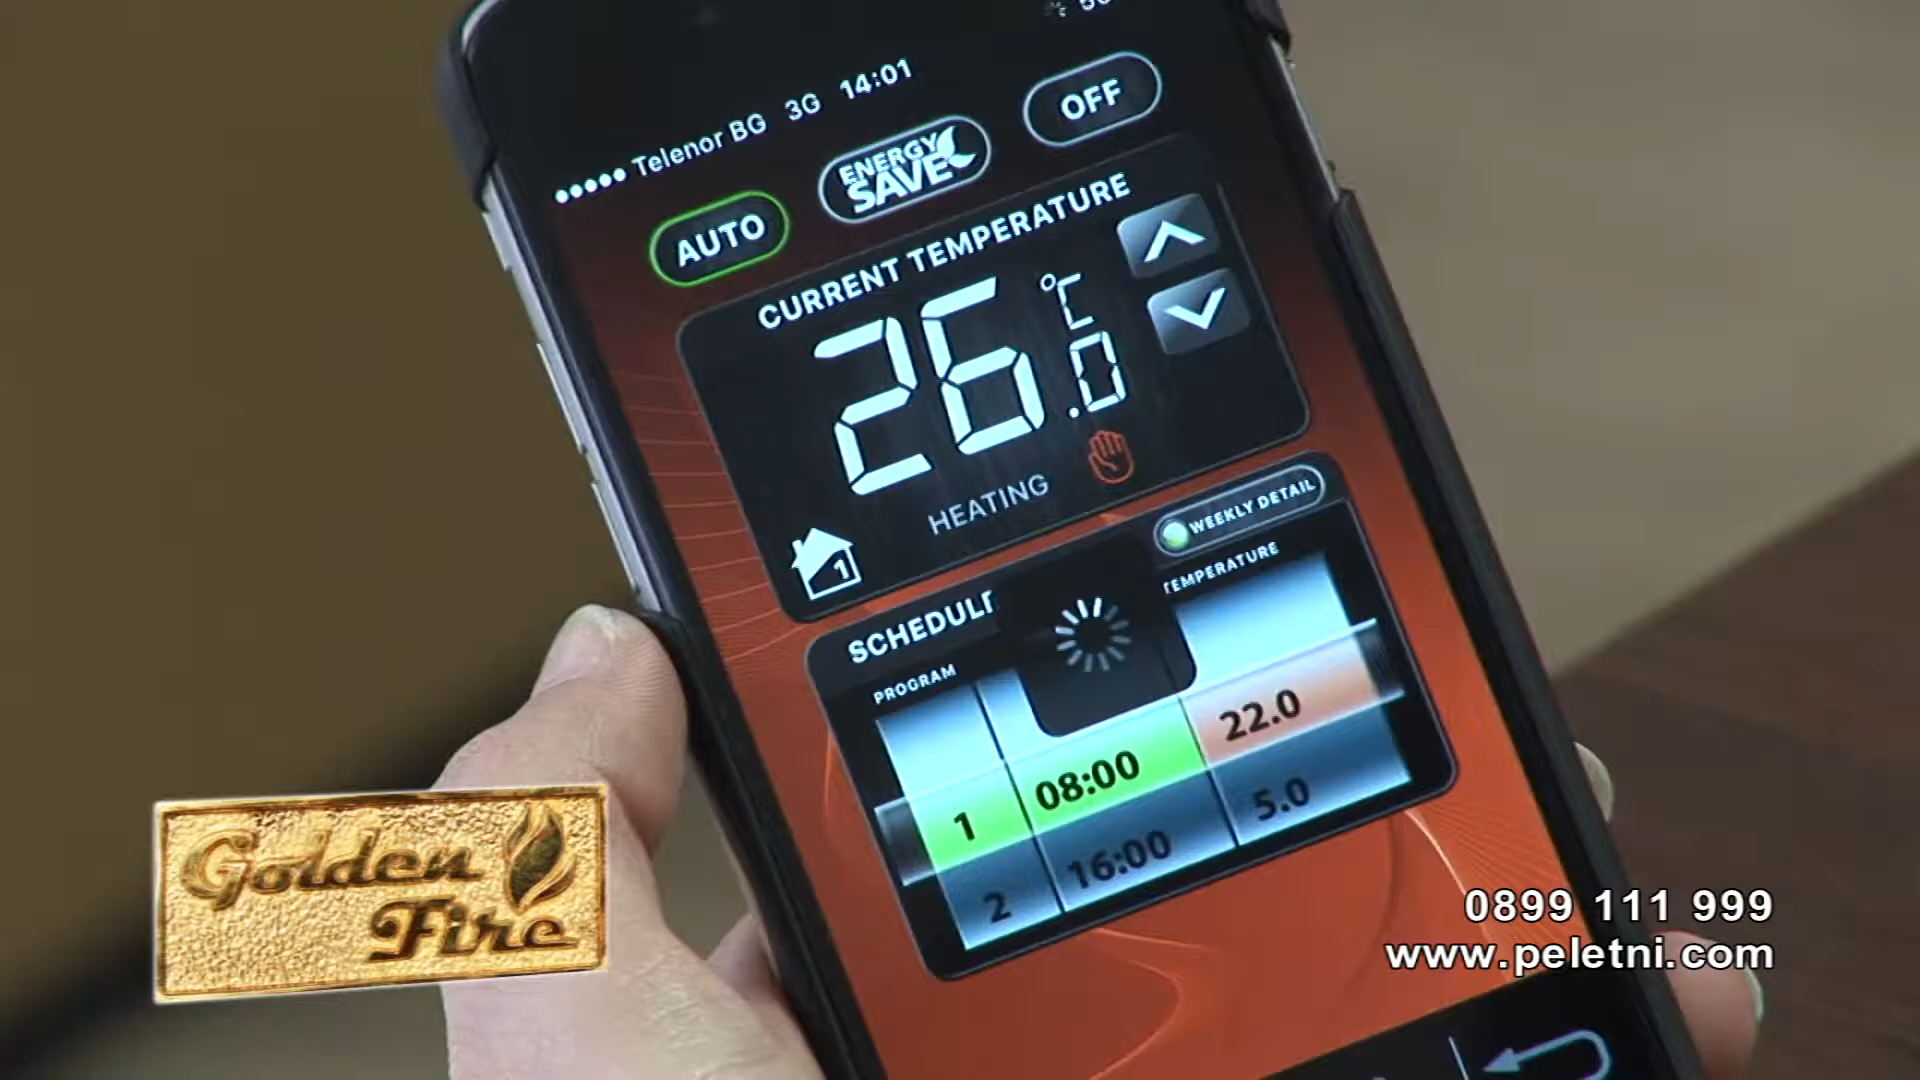 Telenor BG 3G 14:01
AUTO
ENERGY
SAVE
OFF
CURRENT TEMPERATURE
26.0 °C
HEATING
1
WEEKLY DETAIL
PROGRAM
TEMPERATURE
1 08:00 22.0
2 16:00 5.0
Golden
Fire
0899 111 999
www.peletni.com